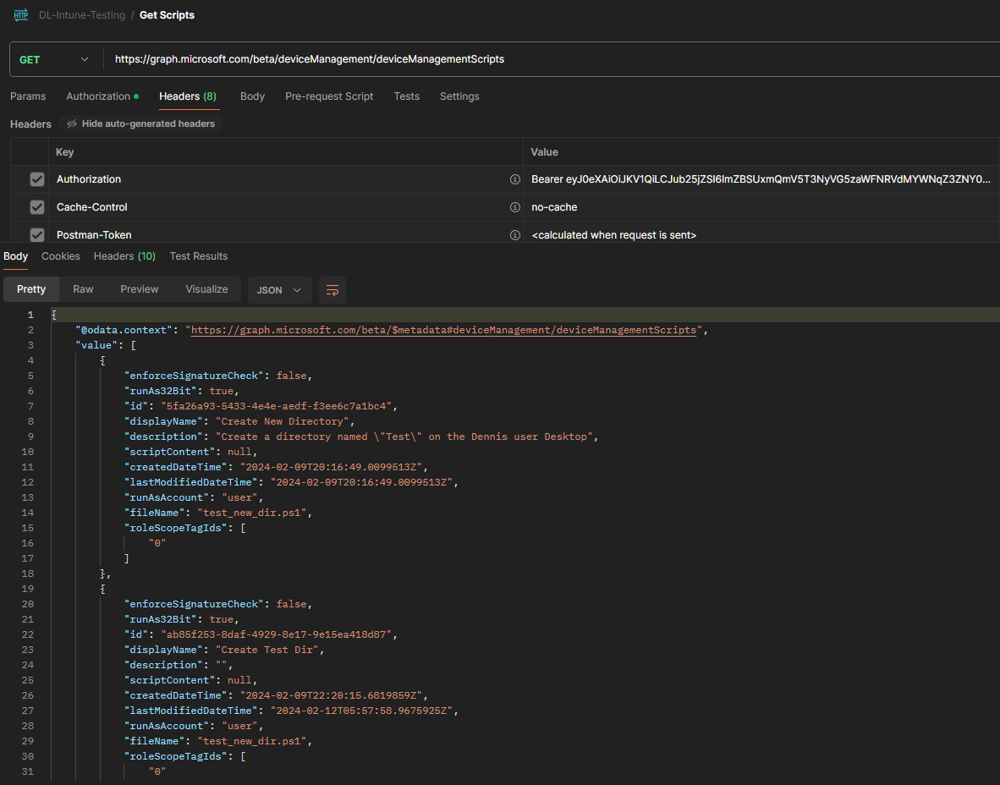 HTTP DL-Intune-Testing / Get Scripts
GET https://graph.microsoft.com/beta/deviceManagement/deviceManagementScripts
Params Authorization Headers (8) Body Pre-request Script Tests Settings
Headers Hide auto-generated headers
Key Value
Authorization Bearer eyJ0eXAiOiJKV1QiLCJub25jZSI6ImZBSUxmQmV5T3NyVG5zaWFNRVdMYWNqZ3ZNY0...
Cache-Control no-cache
Postman-Token <calculated when request is sent>
Body Cookies Headers (10) Test Results
Pretty Raw Preview Visualize JSON
1 {
2 "@odata.context": "https://graph.microsoft.com/beta/$metadata#deviceManagement/deviceManagementScripts",
3 "value": [
4 {
5 "enforceSignatureCheck": false,
6 "runAs32Bit": true,
7 "id": "5fa26a93-5433-4e4e-aedf-f3ee6c7a1bc4",
8 "displayName": "Create New Directory",
9 "description": "Create a directory named \"Test\" on the Dennis user Desktop",
10 "scriptContent": null,
11 "createdDateTime": "2024-02-09T20:16:49.0099513Z",
12 "lastModifiedDateTime": "2024-02-09T20:16:49.0099513Z",
13 "runAsAccount": "user",
14 "fileName": "test_new_dir.ps1",
15 "roleScopeTagIds": [
16 "0"
17 ]
18 },
19 {
20 "enforceSignatureCheck": false,
21 "runAs32Bit": true,
22 "id": "ab85f253-8daf-4929-8e17-9e15ea418d87",
23 "displayName": "Create Test Dir",
24 "description": "",
25 "scriptContent": null,
26 "createdDateTime": "2024-02-09T22:20:15.6819859Z",
27 "lastModifiedDateTime": "2024-02-12T05:57:58.9675925Z",
28 "runAsAccount": "user",
29 "fileName": "test_new_dir.ps1",
30 "roleScopeTagIds": [
31 "0"